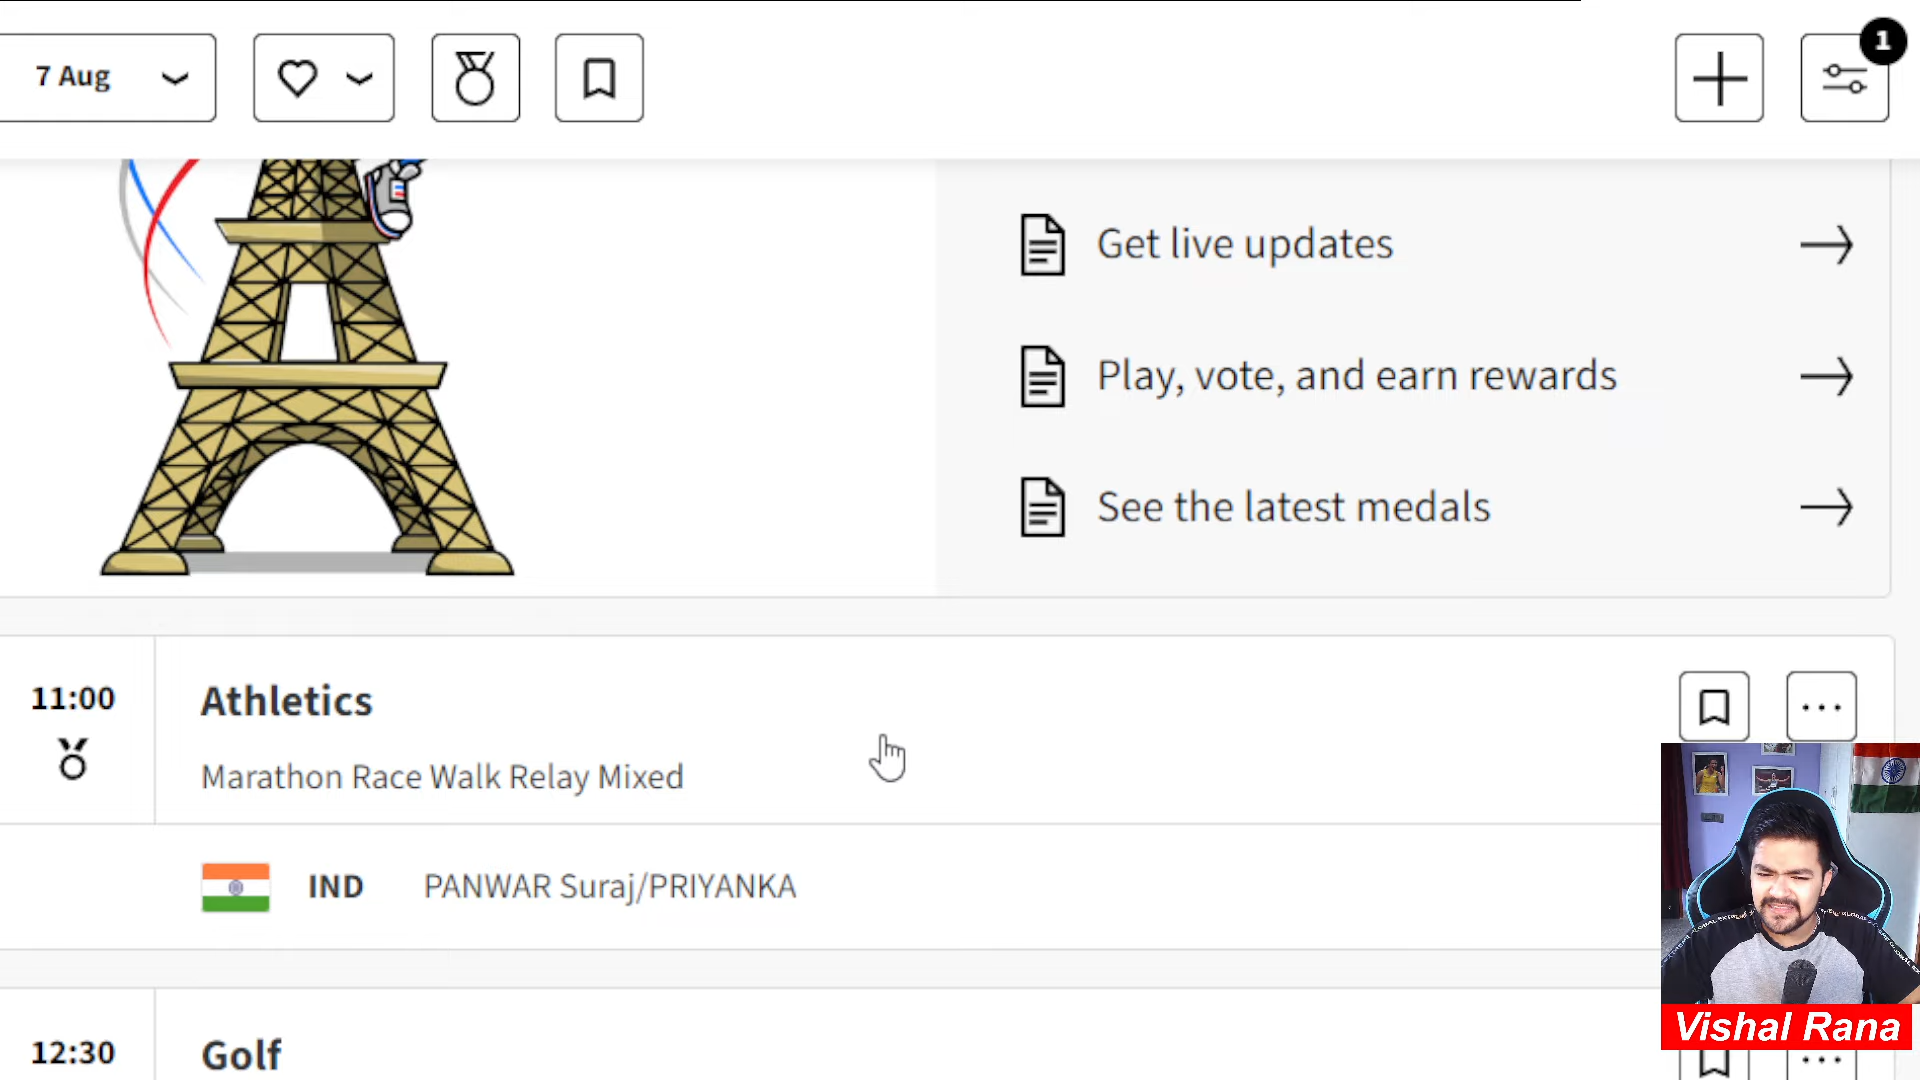 7 Aug
1
Get live updates
Play, vote, and earn rewards
See the latest medals
11:00
Athletics
Marathon Race Walk Relay Mixed
IND
PANWAR Suraj/PRIYANKA
12:30
Golf
Vishal Rana